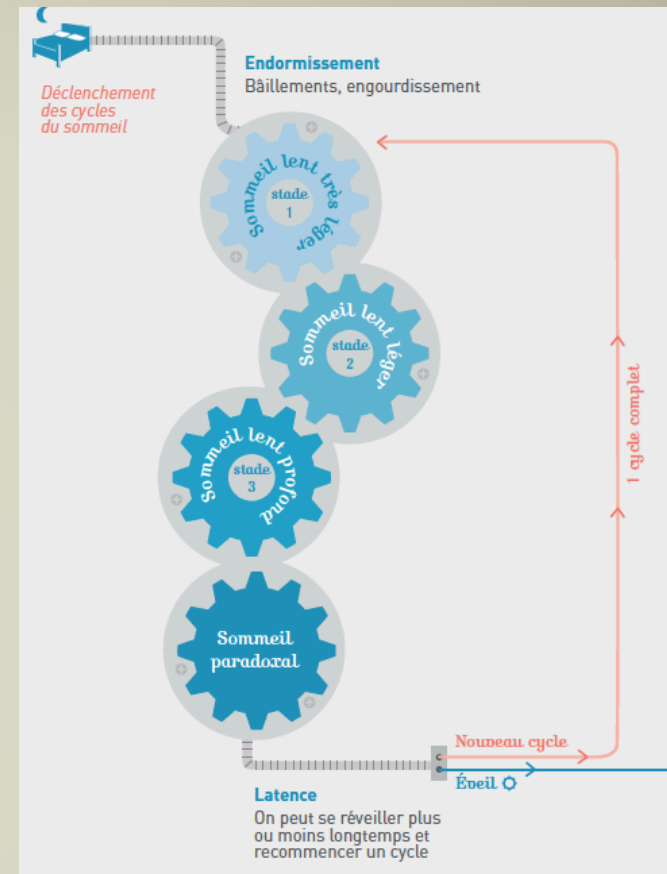 Endormissement
Bâillements, engourdissement
Déclenchement
des cycles
du sommeil
Sommeil lent très léger
stade
1
Sommeil lent léger
stade
2
Sommeil lent profond
stade
3
Sommeil
paradoxal
1 cycle complet
Nouveau cycle
Éveil
Latence
On peut se réveiller plus
ou moins longtemps et
recommencer un cycle